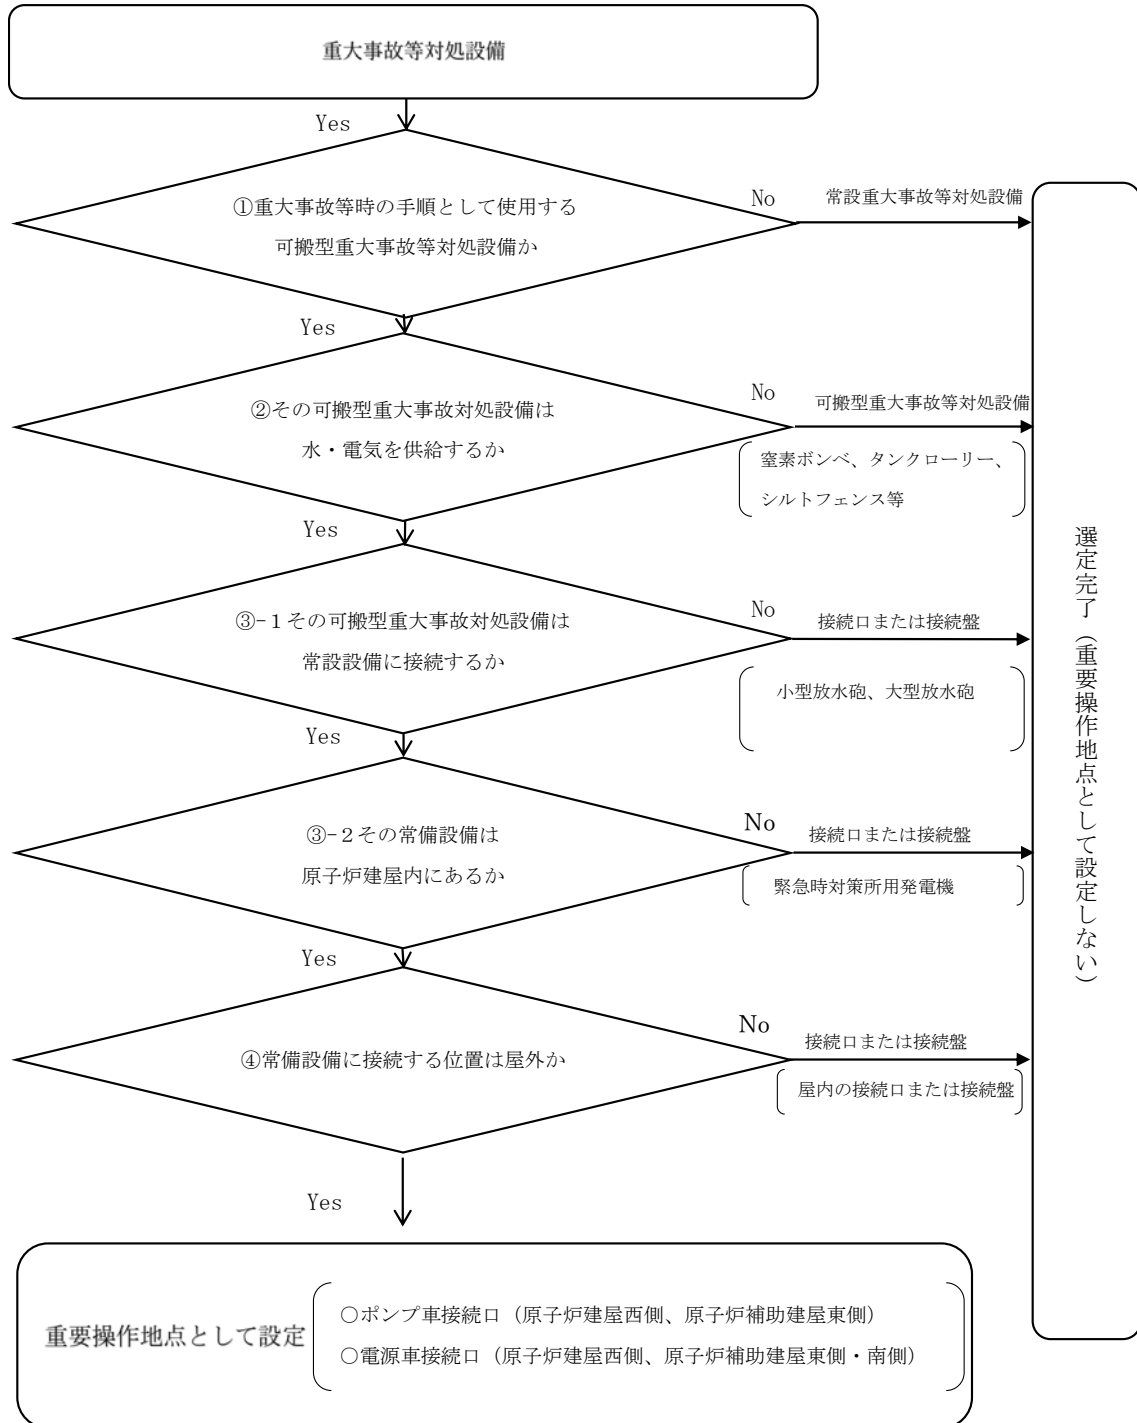 重大事故等対処設備
Yes
①重大事故等時の手順として使用する
可搬型重大事故等対処設備か
No
常設重大事故等対処設備
Yes
②その可搬型重大事故対処設備は
水・電気を供給するか
No
可搬型重大事故等対処設備
窒素ボンベ、タンクローリー、
シルトフェンス等
Yes
③-1その可搬型重大事故対処設備は
常設設備に接続するか
No
接続口または接続盤
小型放水砲、大型放水砲
Yes
③-2その常備設備は
原子炉建屋内にあるか
No
接続口または接続盤
緊急時対策所用発電機
Yes
④常備設備に接続する位置は屋外か
No
接続口または接続盤
屋内の接続口または接続盤
Yes
選定完了(重要操作地点として設定しない)
重要操作地点として設定
○ポンプ車接続口(原子炉建屋西側、原子炉補助建屋東側)
○電源車接続口(原子炉建屋西側、原子炉補助建屋東側・南側)